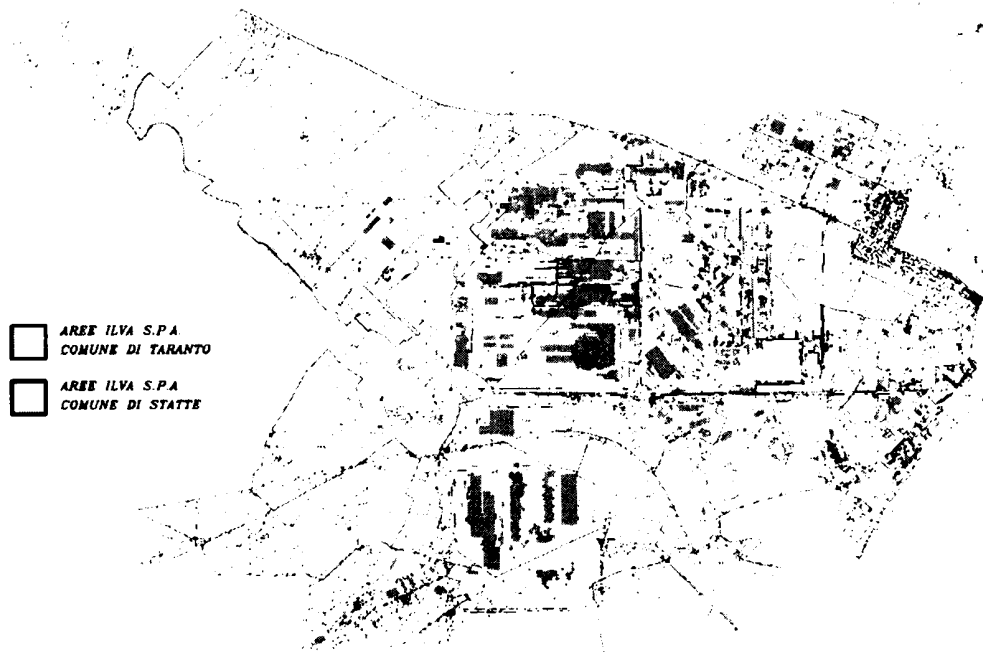 AREE ILVA S.P.A
COMUNE DI TARANTO
AREE ILVA S.P.A
COMUNE DI STATTE